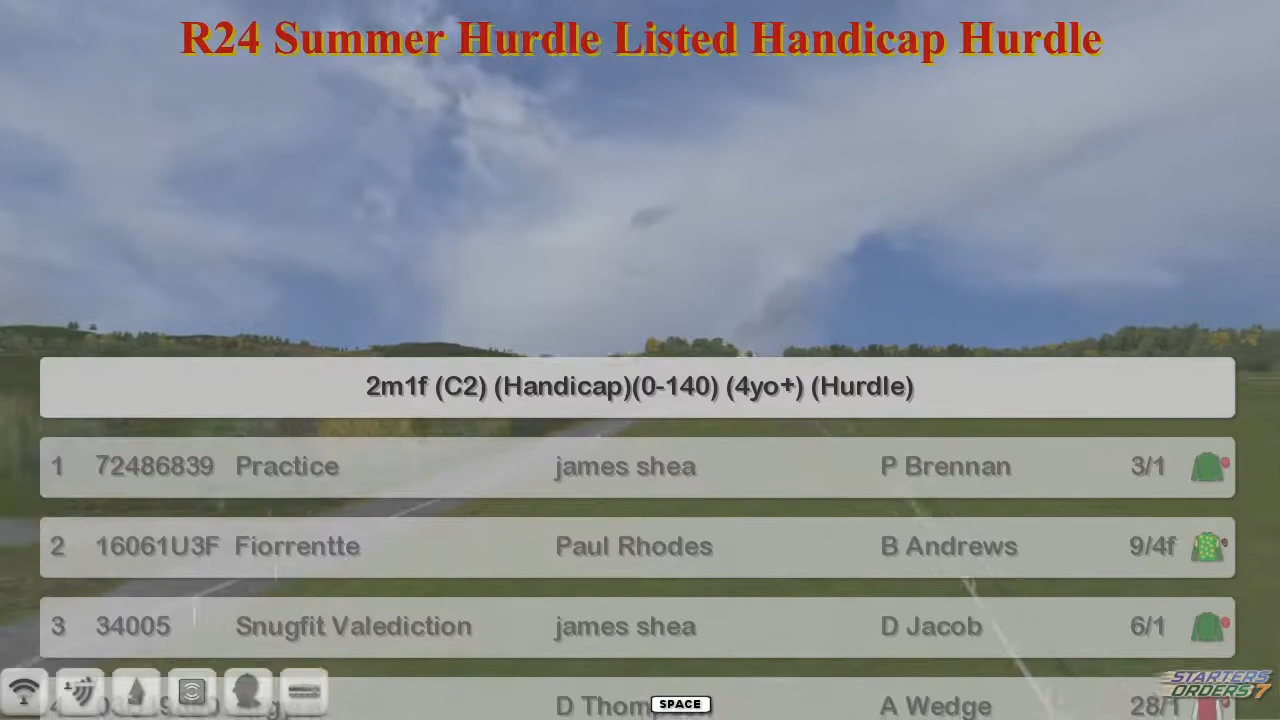 R24 Summer Hurdle Listed Handicap Hurdle
2m1f (C2) (Handicap)(0-140) (4yo+) (Hurdle)
1 72486839 Practice james shea P Brennan 3/1
2 16061U3F Fiorrentte Paul Rhodes B Andrews 9/4f
3 34005 Snugfit Valediction james shea D Jacob 6/1
4 D A Wedge 28/1
SPACE
STARTERS ORDERS 7